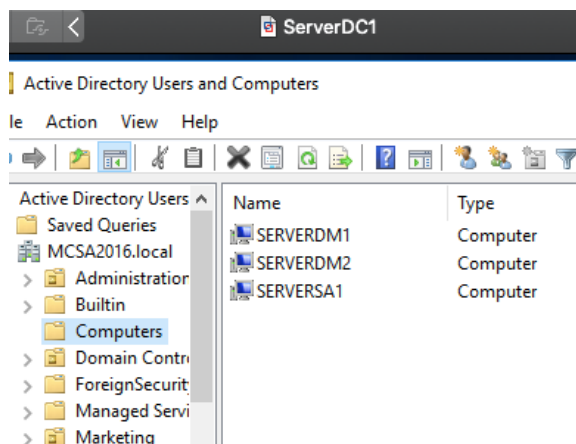 ServerDC1
Active Directory Users and Computers
le Action View Help
Active Directory Users
Saved Queries
MCSA2016.local
Administration
Builtin
Computers
Domain Contr
ForeignSecurit
Managed Servi
Marketing
Name Type
SERVERDM1 Computer
SERVERDM2 Computer
SERVERSA1 Computer